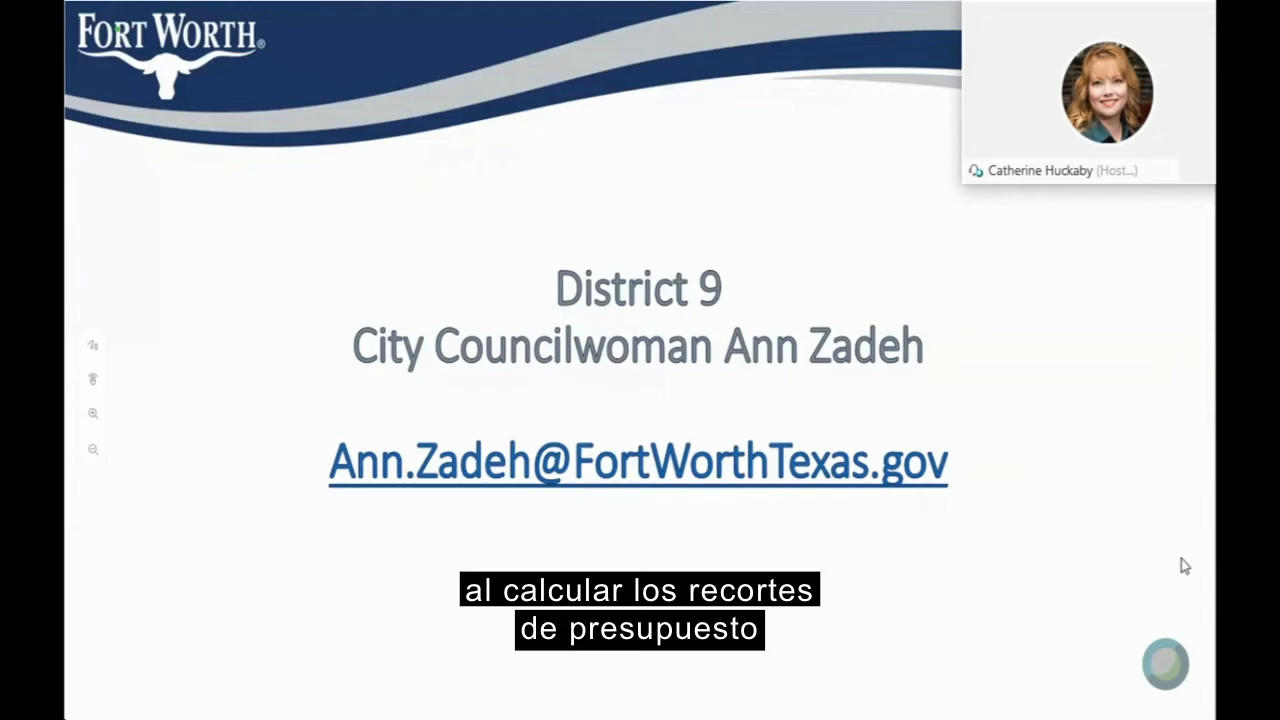 FORT WORTH®
Catherine Huckaby (Host...)
District 9
City Councilwoman Ann Zadeh
Ann.Zadeh@FortWorthTexas.gov
al calcular los recortes
de presupuesto